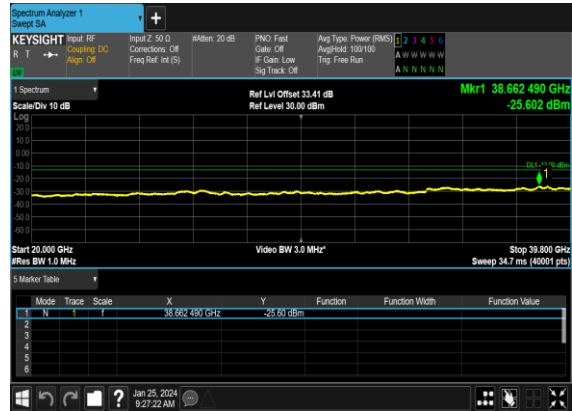 Spectrum Analyzer 1
Swept SA
+
KEYSIGHT Input: RF Input Z: 50 Ω #Atten: 20 dB PNO: Fast Avg Type: Power (RMS) 1 2 3 4 5 6
R T Coupling: DC Corrections: Off Gate: Off Avg|Hold: 100/100 A W W W W W
Align: Off Freq Ref: Int (S) IF Gain: Low Trig: Free Run
Sig Track: Off A N N N N N
1 Spectrum Ref Lvl Offset 33.41 dB Mkr1 38.662 490 GHz
Scale/Div 10 dB Ref Level 30.00 dBm -25.602 dBm
Log
20.0
10.0
0.00
-10.0
1
-20.0
-30.0
-40.0
-50.0
-60.0
Start 20.000 GHz Video BW 3.0 MHz* Stop 39.800 GHz
#Res BW 1.0 MHz Sweep 34.7 ms (40001 pts)
5 Marker Table
Mode Trace Scale X Y Function Function Width Function Value
1 N 1 f 38.662 490 GHz -25.60 dBm
2
3
4
5
6
? Jan 25, 2024
9:27:22 AM